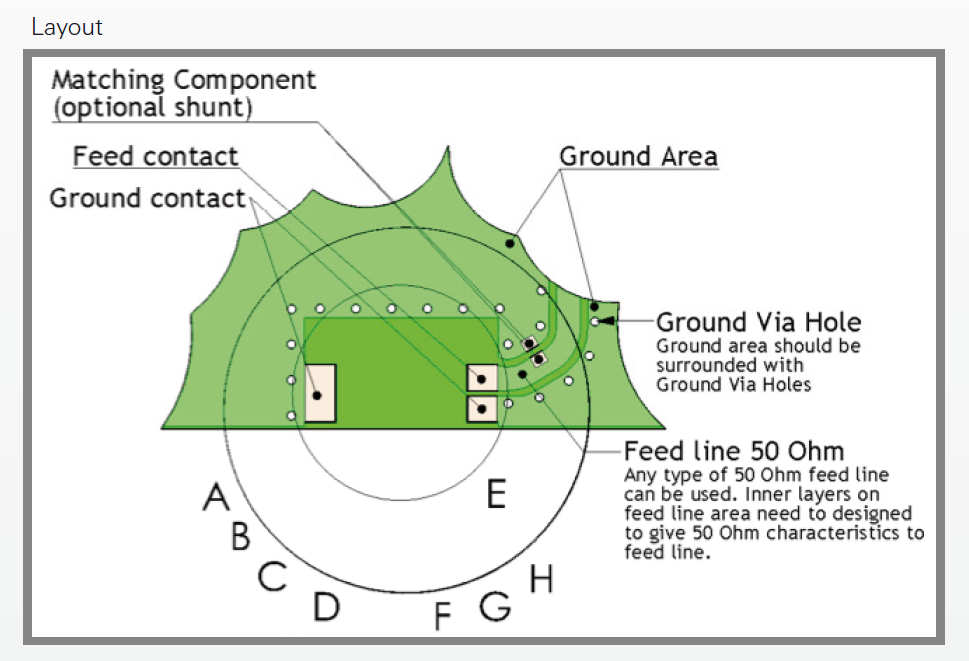 Layout
Matching Component
(optional shunt)
Feed contact
Ground contact
Ground Area
Ground Via Hole
Ground area should be
surrounded with
Ground Via Holes
Feed line 50 Ohm
Any type of 50 Ohm feed line
can be used. Inner layers on
feed line area need to designed
to give 50 Ohm characteristics to
feed line.
A
B
C
D
E
F
G
H